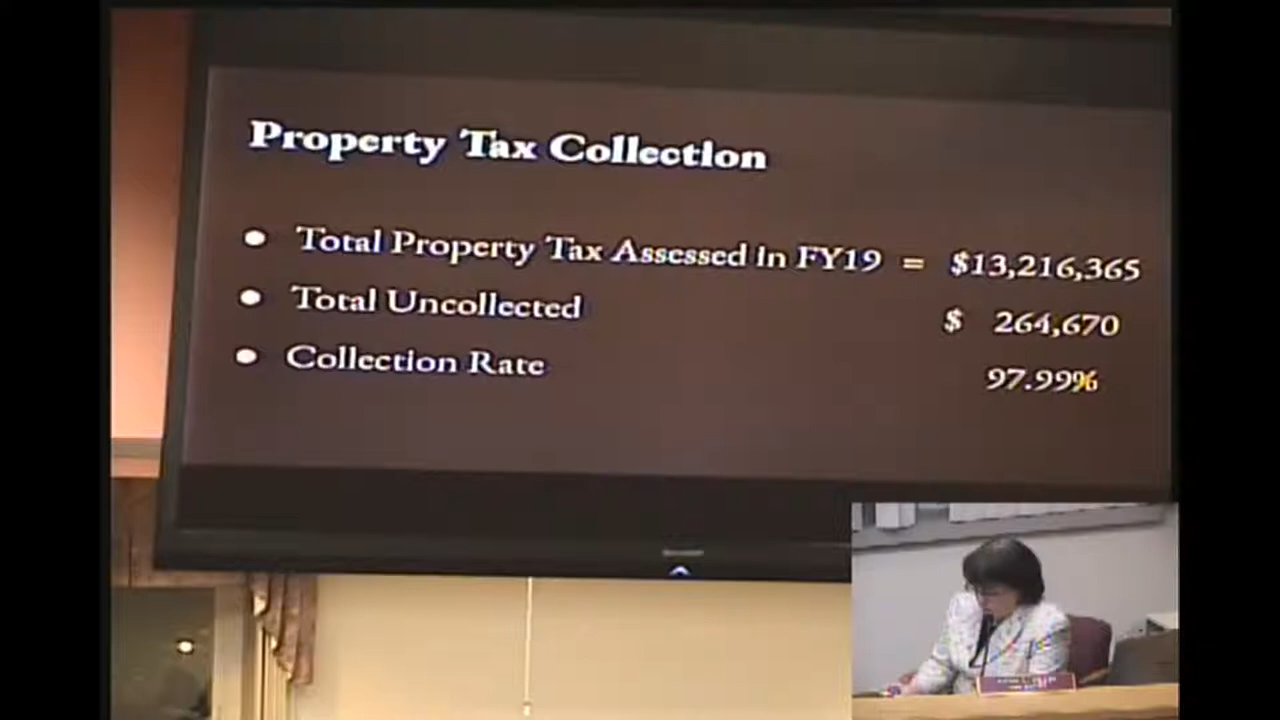 Property Tax Collection
• Total Property Tax Assessed in FY19 = $13,216,365
• Total Uncollected $ 264,670
• Collection Rate 97.99%